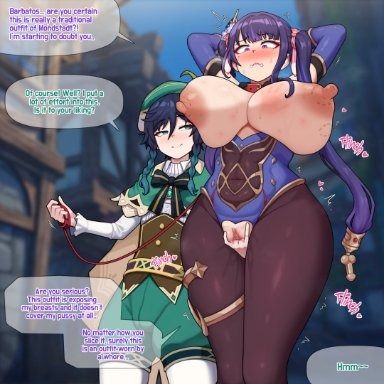 Barbatos... are you certain
this is really a traditional
outfit of Mondstadt?!
I'm starting to doubt you..
Of course! Well? I put a
lot of effort into this.
Is it to your liking?
Are you serious?
This outfit is exposing
my breasts and it doesn't
cover my pussy at all..
No matter how you
slice it, surely this
is an outfit worn by
a whore..
Hmm~~